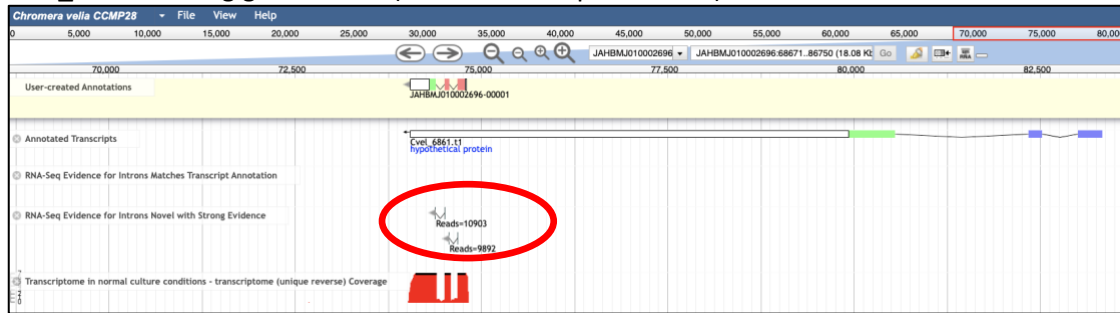 Chromera velia CCMP28 File View Help
0 5,000 10,000 15,000 20,000 25,000 30,000 35,000 40,000 45,000 50,000 55,000 60,000 65,000 70,000 75,000 80,00
JAHBMJ010002696 JAHBMJ010002696:68671..86750 (18.08 Kb Go
70,000 72,500 75,000 77,500 80,000 82,500
User-created Annotations
JAHBMJ010002696-00001
Annotated Transcripts
Cvel_6861.t1
hypothetical protein
RNA-Seq Evidence for Introns Matches Transcript Annotation
RNA-Seq Evidence for Introns Novel with Strong Evidence
Reads=10903
Reads=9892
Transcriptome in normal culture conditions - transcriptome (unique reverse) Coverage